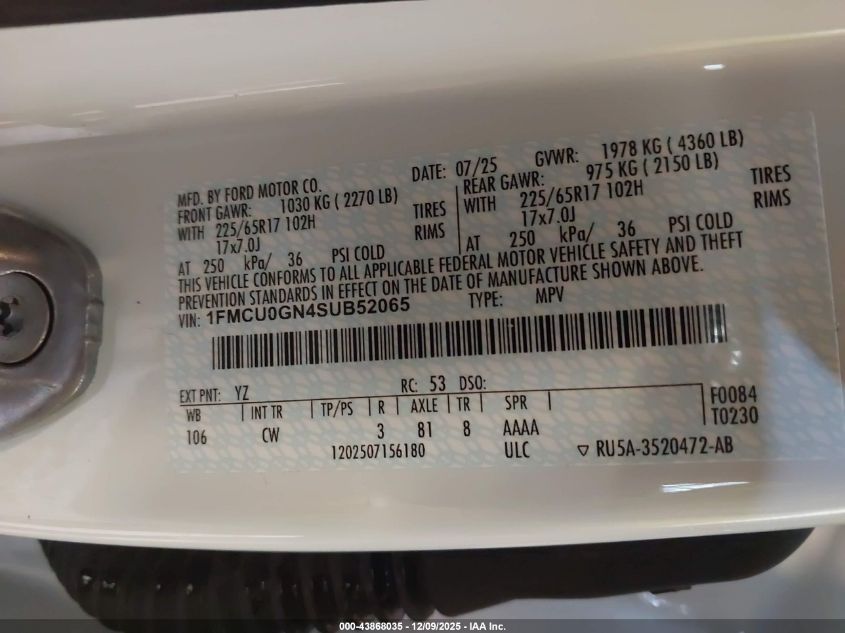 MFD. BY FORD MOTOR CO. DATE: 07/25 GVWR: 1978 KG ( 4360 LB)
FRONT GAWR: 1030 KG ( 2270 LB) REAR GAWR: 975 KG ( 2150 LB)
WITH 225/65R17 102H TIRES WITH 225/65R17 102H TIRES
17x7.0J RIMS 17x7.0J RIMS
AT 250 kPa/ 36 PSI COLD AT 250 kPa/ 36 PSI COLD
THIS VEHICLE CONFORMS TO ALL APPLICABLE FEDERAL MOTOR VEHICLE SAFETY AND THEFT
PREVENTION STANDARDS IN EFFECT ON THE DATE OF MANUFACTURE SHOWN ABOVE.
VIN: 1FMCU0GN4SUB52065 TYPE: MPV
EXT PNT: YZ RC: 53 DSO:
WB INT TR TP/PS R AXLE TR SPR F0084
106 CW 3 81 8 AAAA T0230
1202507156180 ULC ▽ RU5A-3520472-AB
000-43868035 - 12/09/2025 - IAA Inc.